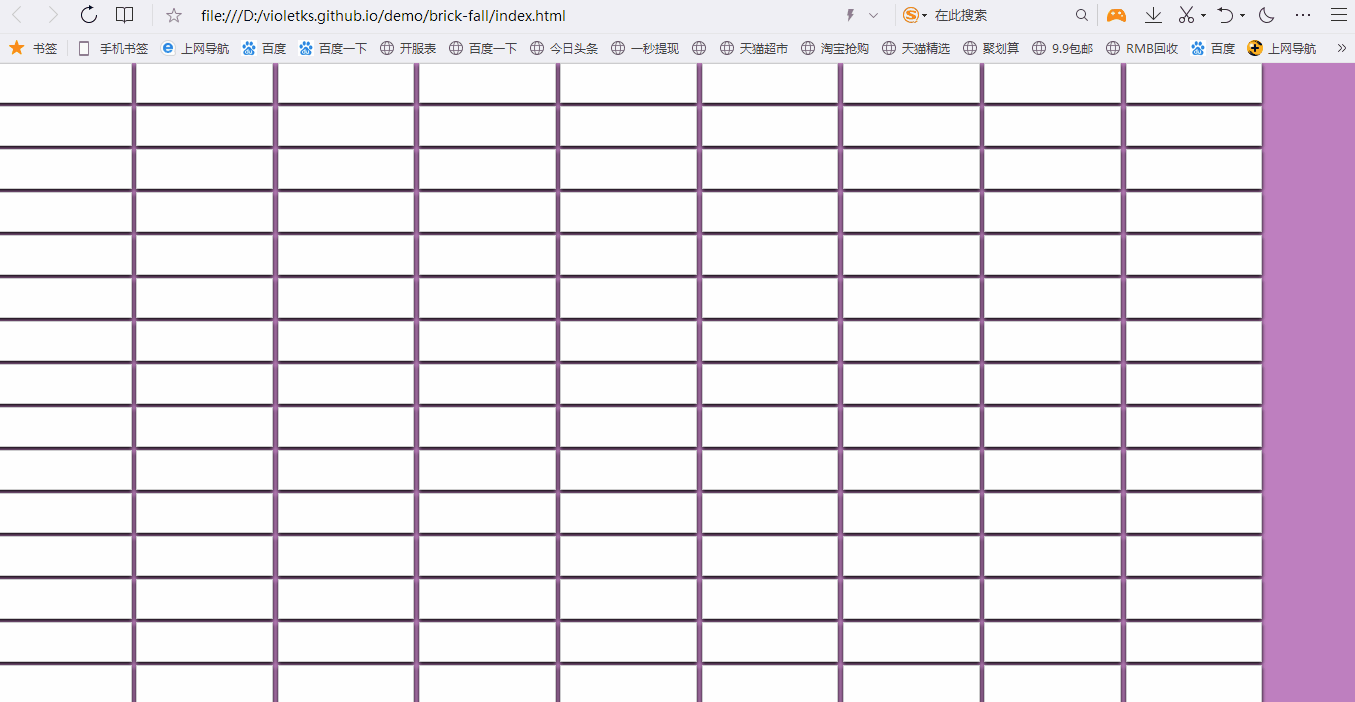 file:///D:/violetks.github.io/demo/brick-fall/index.html 在此搜索
书签 手机书签 上网导航 百度 百度一下 开服表 百度一下 今日头条 一秒提现 天猫超市 淘宝抢购 天猫精选 聚划算 9.9包邮 RMB回收 百度 上网导航